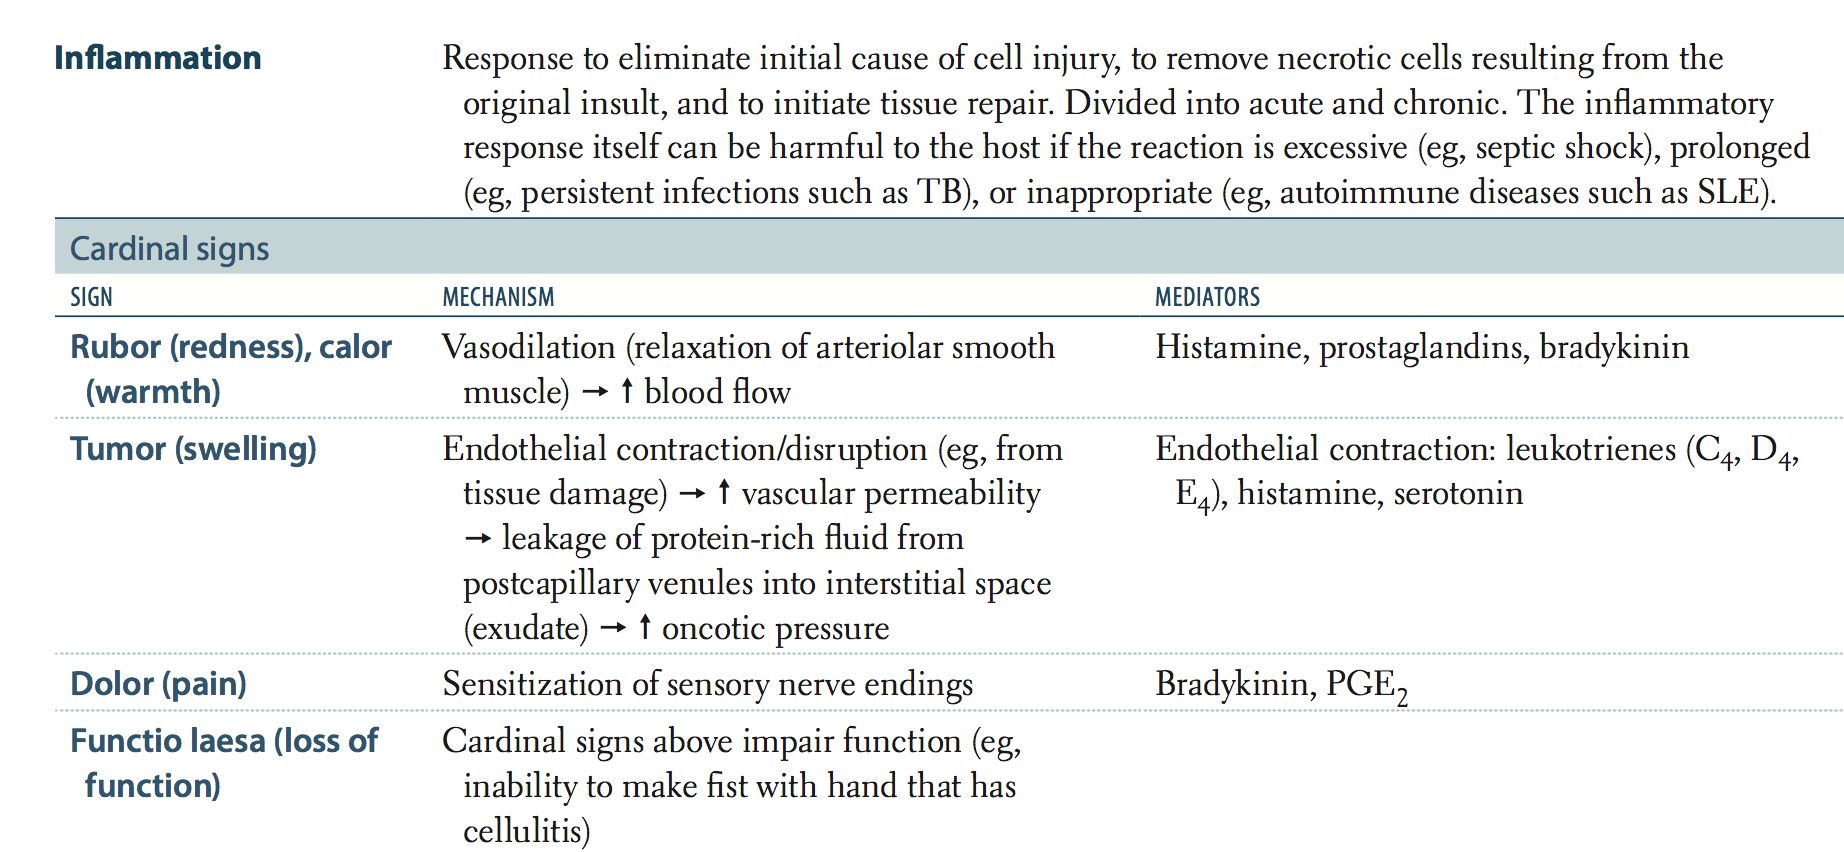 Inflammation
Response to eliminate initial cause of cell injury, to remove necrotic cells resulting from the
original insult, and to initiate tissue repair. Divided into acute and chronic. The inflammatory
response itself can be harmful to the host if the reaction is excessive (eg, septic shock), prolonged
(eg, persistent infections such as TB), or inappropriate (eg, autoimmune diseases such as SLE).
Cardinal signs
SIGN MECHANISM MEDIATORS
Rubor (redness), calor
(warmth)
Vasodilation (relaxation of arteriolar smooth
muscle) → ↑ blood flow
Histamine, prostaglandins, bradykinin
Tumor (swelling)
Endothelial contraction/disruption (eg, from
tissue damage) → ↑ vascular permeability
→ leakage of protein-rich fluid from
postcapillary venules into interstitial space
(exudate) → ↑ oncotic pressure
Endothelial contraction: leukotrienes (C₄, D₄,
E₄), histamine, serotonin
Dolor (pain)
Sensitization of sensory nerve endings
Bradykinin, PGE₂
Functio laesa (loss of
function)
Cardinal signs above impair function (eg,
inability to make fist with hand that has
cellulitis)